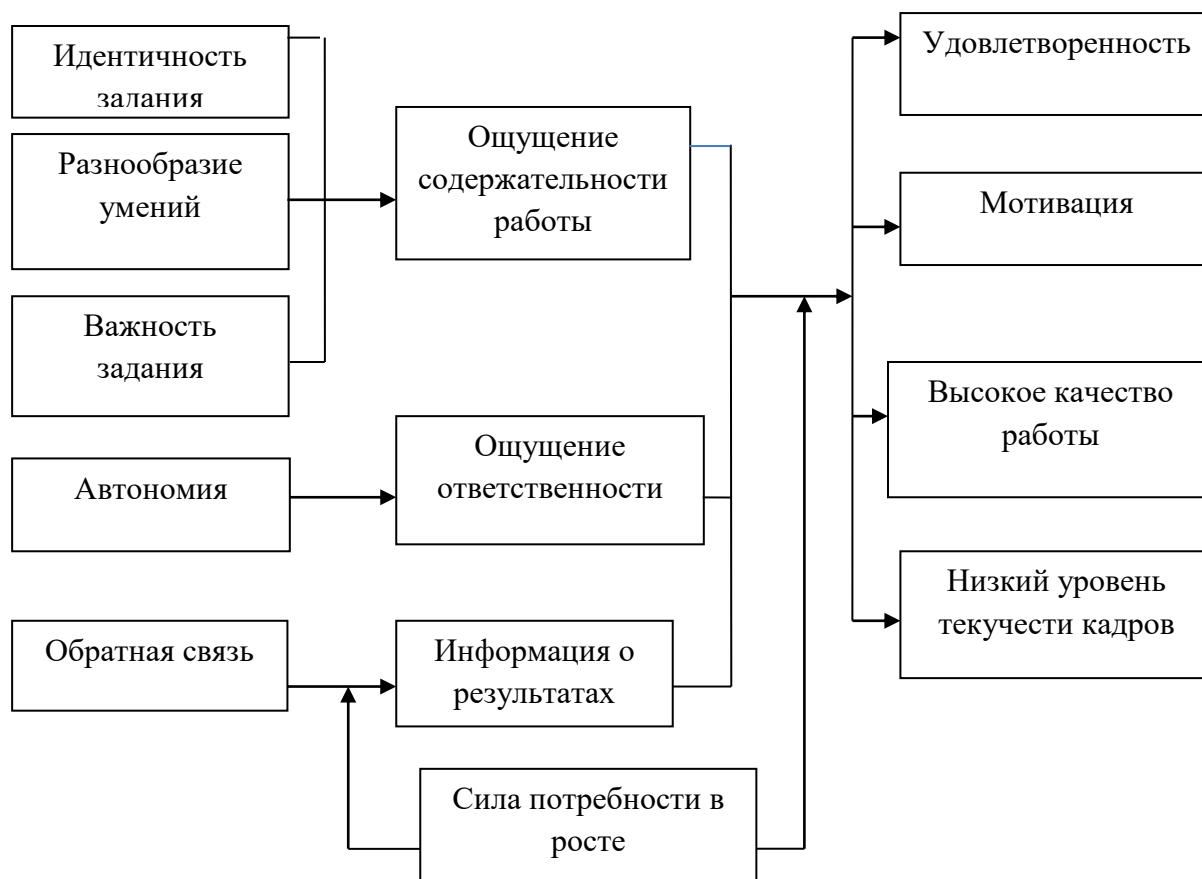 Идентичность
задания
Разнообразие
умений
Важность
задания
Автономия
Обратная связь
Ощущение
содержательности
работы
Ощущение
ответственности
Информация о
результатах
Сила потребности в
росте
Удовлетворенность
Мотивация
Высокое качество
работы
Низкий уровень
текучести кадров